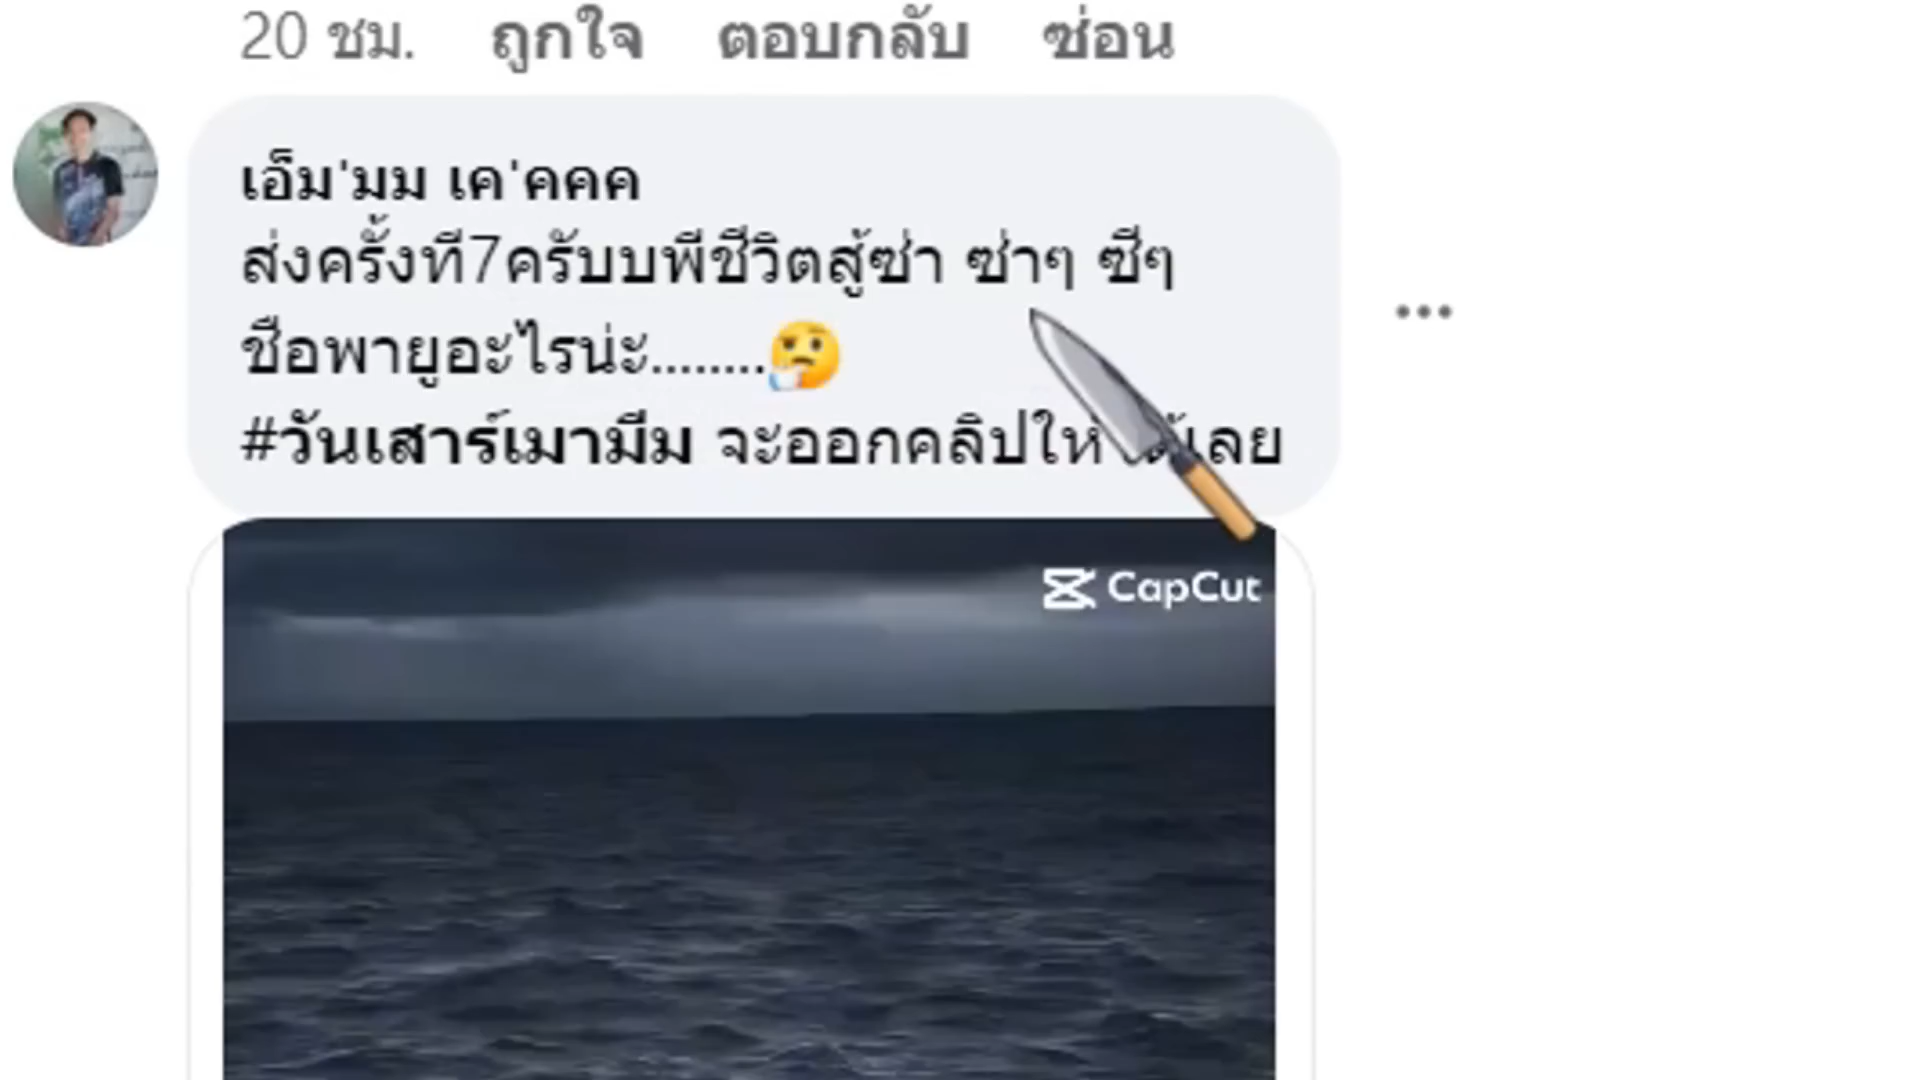 20 ชม. ถูกใจ ตอบกลับ ซ่อน
เอ็ม'มม เค'คคค
ส่งครั้งที่7ครับบพี่ชีวิตสู้ซ่า ซ่าๆ ซี่ๆ
ชื่อพายูอะไรน่ะ........🤔
#วันเสาร์เมามีม จะออกคลิปให้ เลย
CapCut